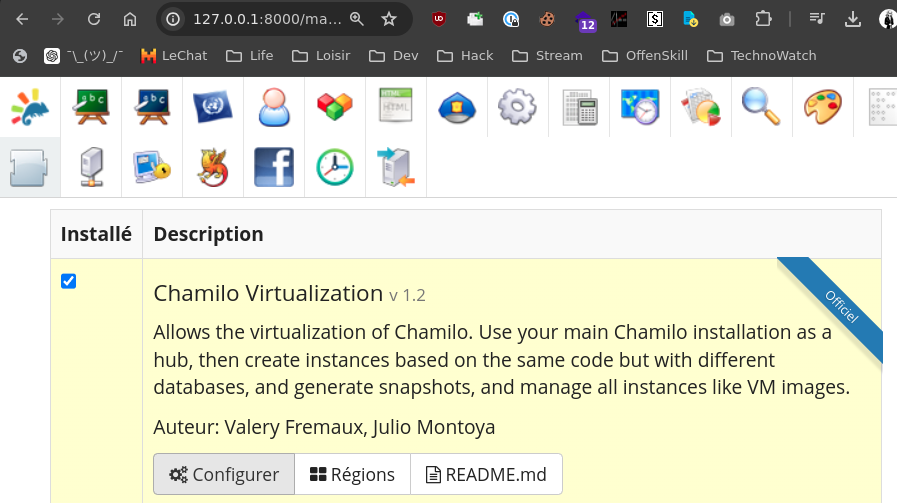 127.0.0.1:8000/ma...
12
¯\_(ツ)_/¯
LeChat
Life
Loisir
Dev
Hack
Stream
OffenSkill
TechnoWatch
abc
abc
HTML
HTML
Installé
Description
Chamilo Virtualization v 1.2
Officiel
Allows the virtualization of Chamilo. Use your main Chamilo installation as a
hub, then create instances based on the same code but with different
databases, and generate snapshots, and manage all instances like VM images.
Auteur: Valery Fremaux, Julio Montoya
Configurer
Régions
README.md